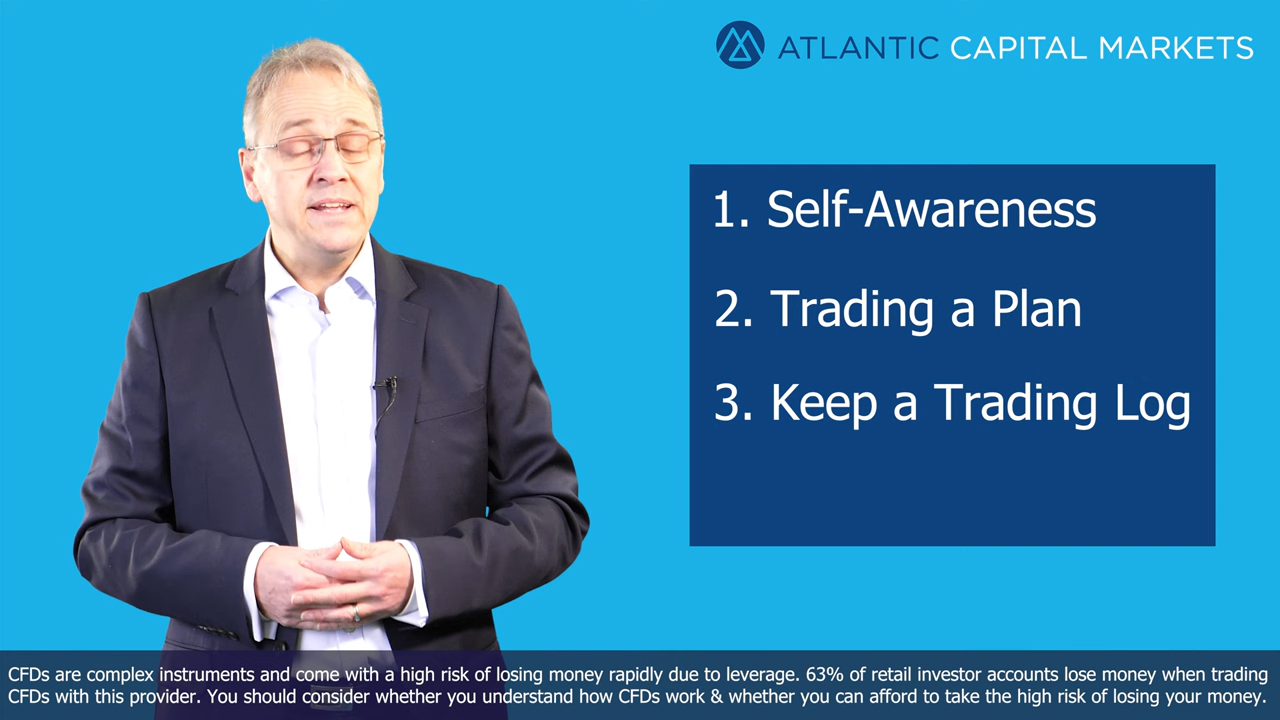 ATLANTIC CAPITAL MARKETS
1. Self-Awareness
2. Trading a Plan
3. Keep a Trading Log
CFDs are complex instruments and come with a high risk of losing money rapidly due to leverage. 63% of retail investor accounts lose money when trading
CFDs with this provider. You should consider whether you understand how CFDs work & whether you can afford to take the high risk of losing your money.